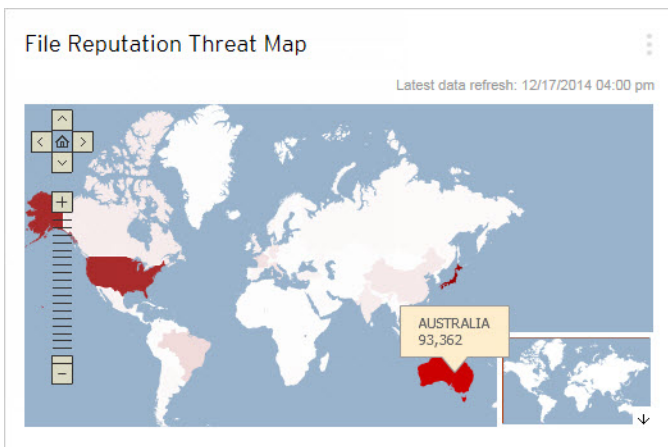 File Reputation Threat Map
Latest data refresh: 12/17/2014 04:00 pm
AUSTRALIA
93,362